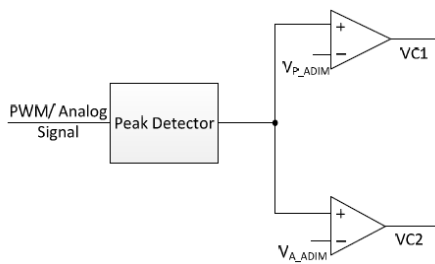 +
−
V_P_ADIM
VC1
PWM/ Analog
Signal
Peak Detector
+
−
V_A_ADIM
VC2